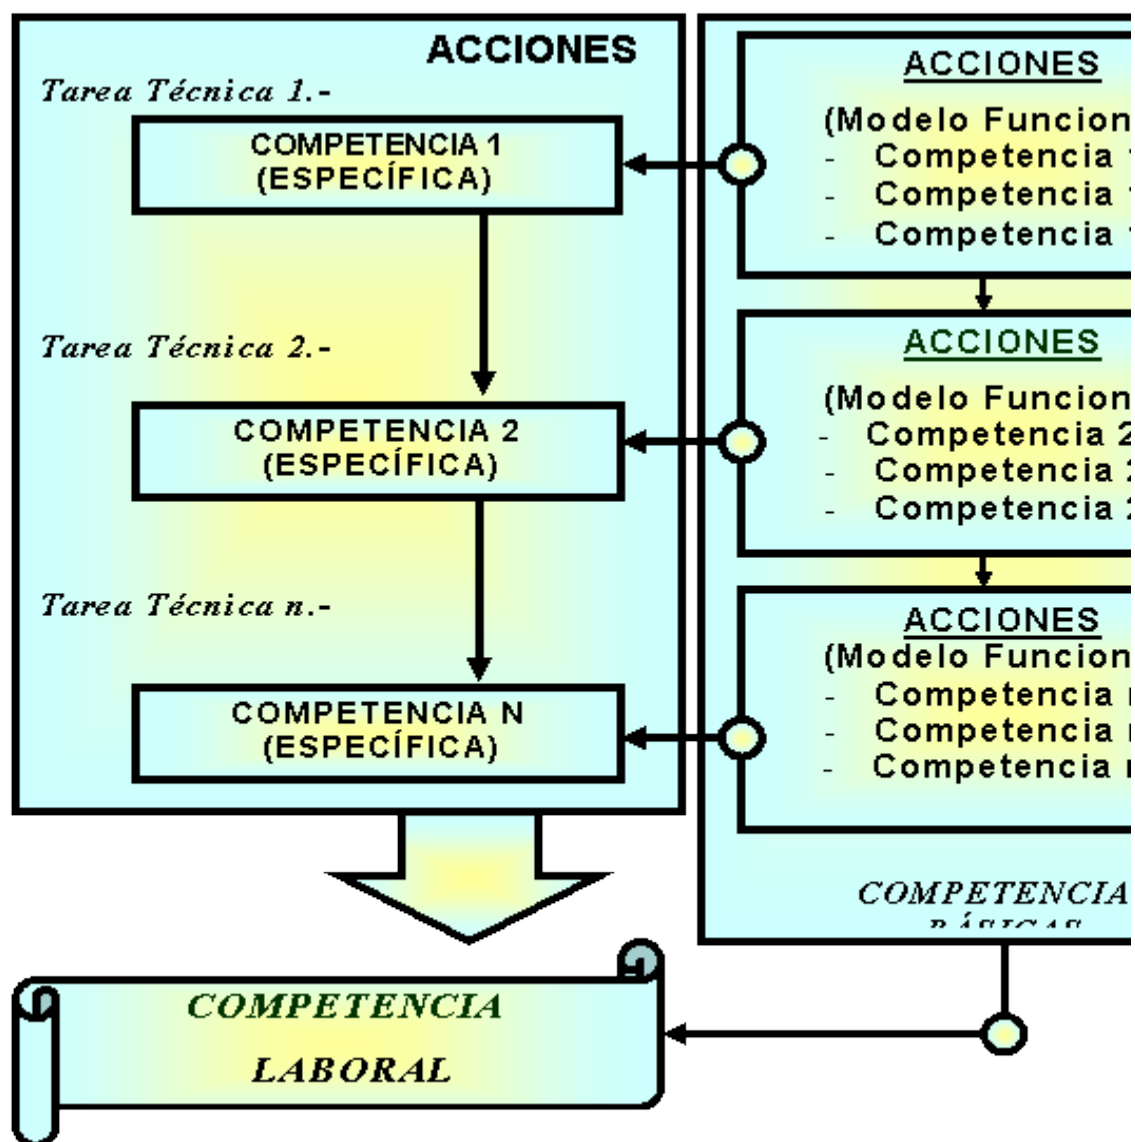 ACCIONES
Tarea Técnica 1.-
COMPETENCIA 1
(ESPECÍFICA)
Tarea Técnica 2.-
COMPETENCIA 2
(ESPECÍFICA)
Tarea Técnica n.-
COMPETENCIA N
(ESPECÍFICA)
ACCIONES
(Modelo Funcion
- Competencia
- Competencia
- Competencia
ACCIONES
(Modelo Funcion
- Competencia 2
- Competencia
- Competencia
ACCIONES
(Modelo Funcion
- Competencia
- Competencia
- Competencia
COMPETENCIA
BÁSICAS
COMPETENCIA
LABORAL